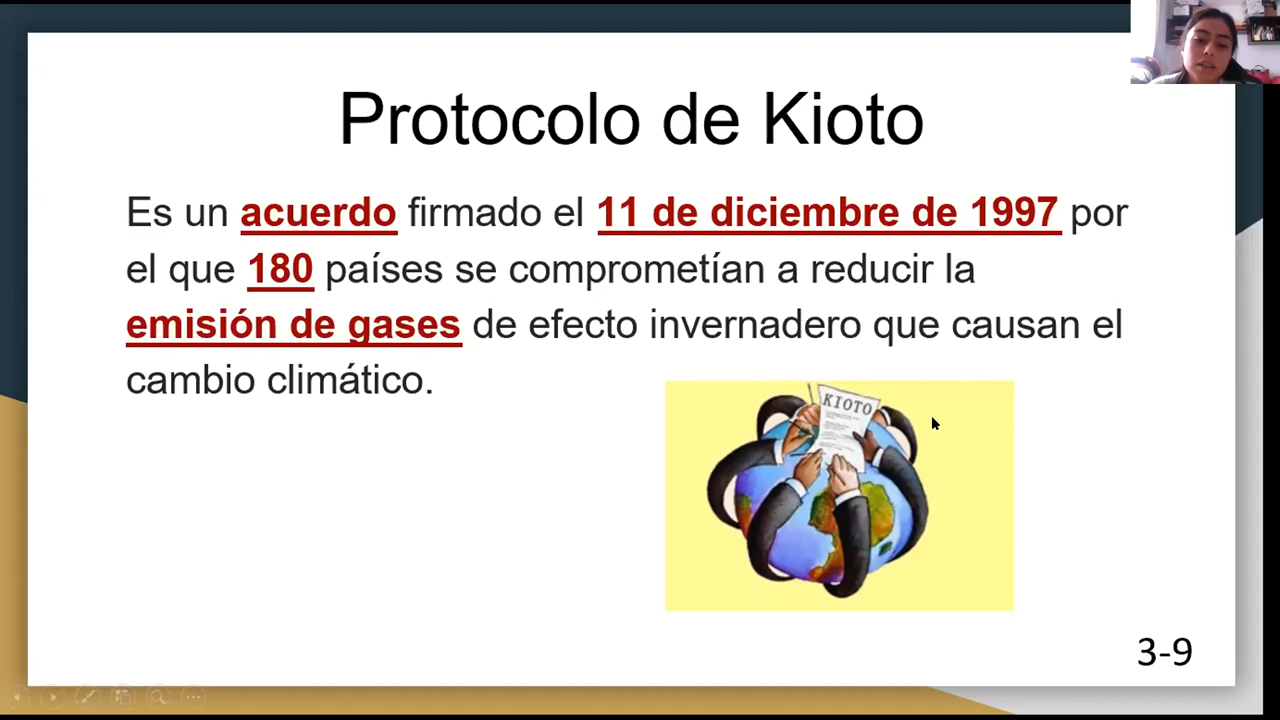 Protocolo de Kioto
Es un acuerdo firmado el 11 de diciembre de 1997 por
el que 180 países se comprometían a reducir la
emisión de gases de efecto invernadero que causan el
cambio climático.
KIOTO
3-9